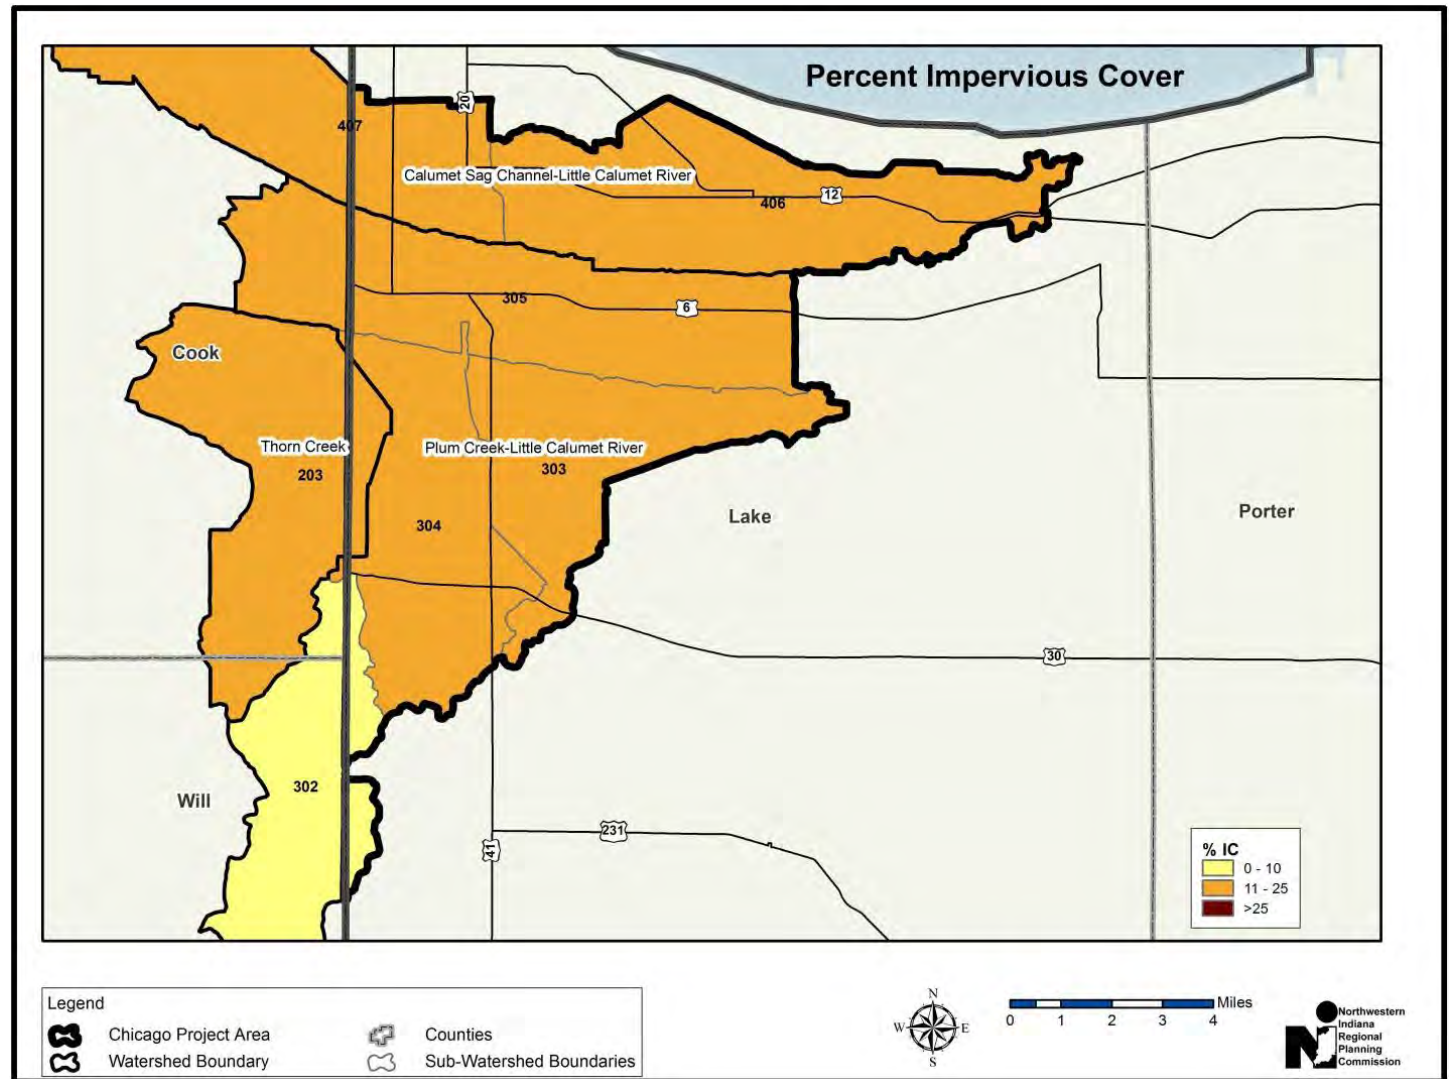 Percent Impervious Cover
20
407
Calumet Sag Channel-Little Calumet River
12
406
305
6
Cook
Thorn Creek
Plum Creek-Little Calumet River
203
303
304
Lake
Porter
30
302
Will
231
41
% IC
0 - 10
11 - 25
>25
Legend
Chicago Project Area
Counties
Watershed Boundary
Sub-Watershed Boundaries
N
W
E
S
Miles
0 1 2 3 4
Northwestern
Indiana
Regional
Planning
Commission